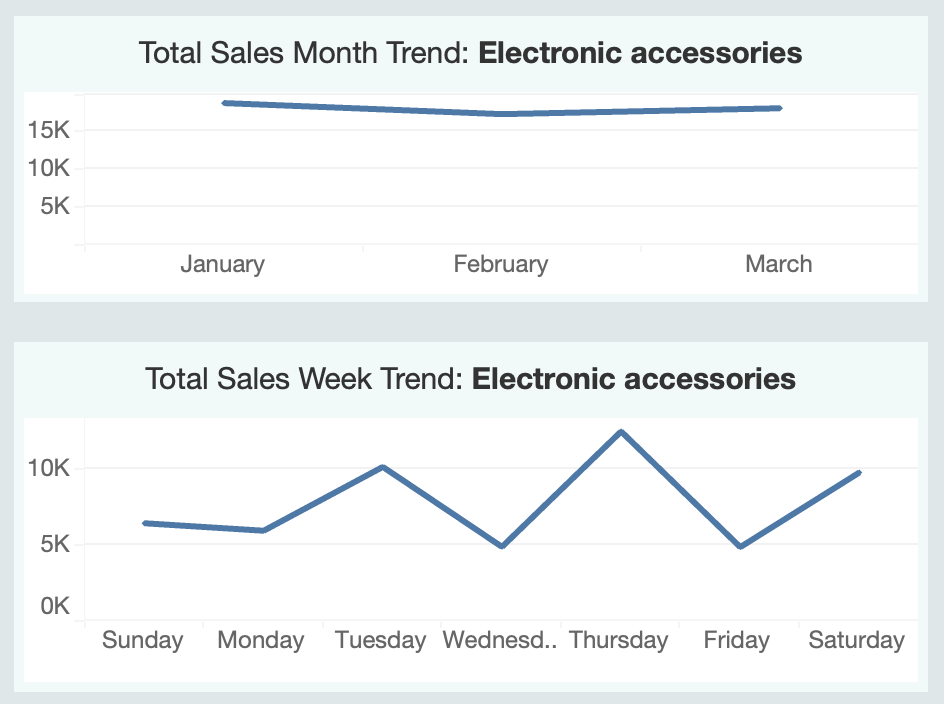 Total Sales Month Trend: Electronic accessories
15K
10K
5K
January February March
Total Sales Week Trend: Electronic accessories
10K
5K
0K
Sunday Monday Tuesday Wednesd.. Thursday Friday Saturday